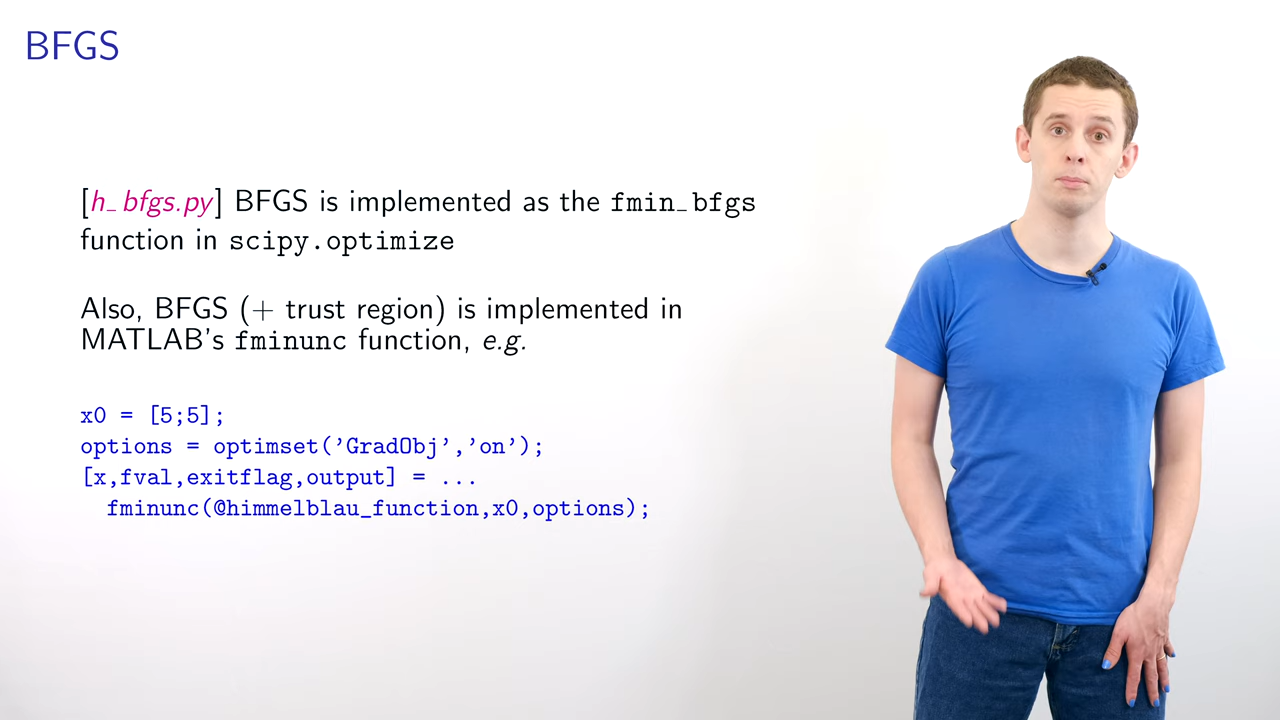 BFGS
[h_bfgs.py] BFGS is implemented as the fmin_bfgs
function in scipy.optimize
Also, BFGS (+ trust region) is implemented in
MATLAB's fminunc function, e.g.
x0 = [5;5];
options = optimset('GradObj','on');
[x,fval,exitflag,output] = ...
fminunc(@himmelblau_function,x0,options);